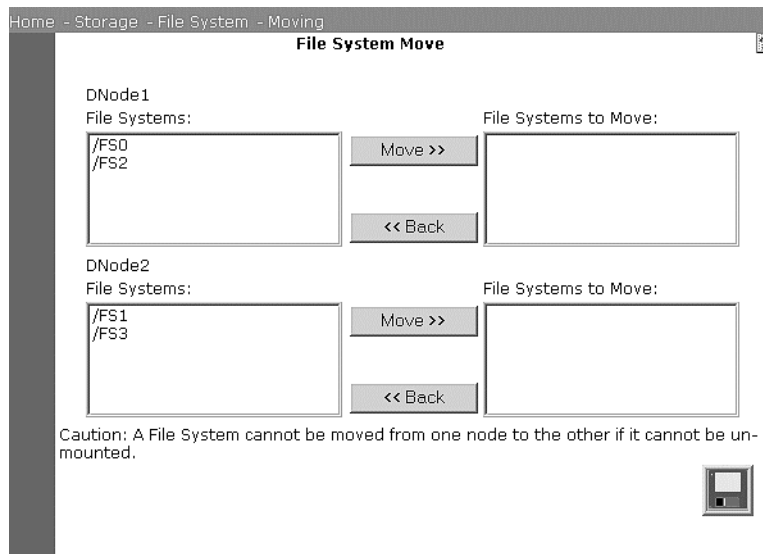 Home - Storage - File System - Moving
File System Move
DNode1
File Systems:
File Systems to Move:
/FS0
/FS2
Move >>
<< Back
DNode2
File Systems:
File Systems to Move:
/FS1
/FS3
Move >>
<< Back
Caution: A File System cannot be moved from one node to the other if it cannot be un-
mounted.